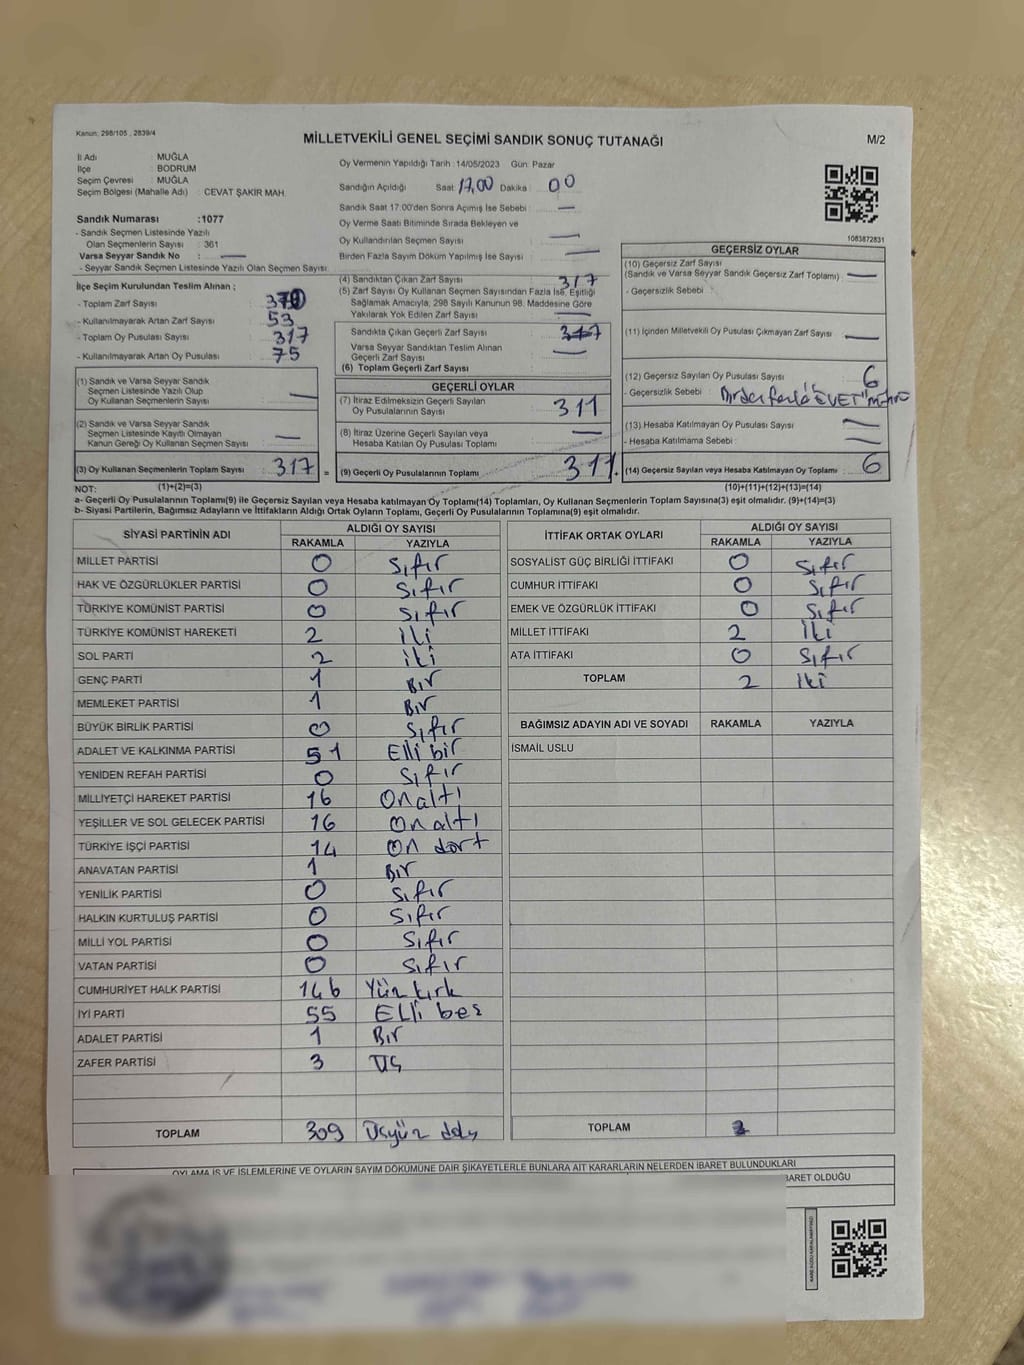 Kanun: 298/105 , 2839/4
MİLLETVEKİLİ GENEL SEÇİMİ SANDIK SONUÇ TUTANAĞI
M/2
İl Adı : MUĞLA
İlçe : BODRUM
Seçim Çevresi : MUĞLA
Seçim Bölgesi (Mahalle Adı) : CEVAT ŞAKİR MAH.
Sandık Numarası :1077
- Sandık Seçmen Listesinde Yazılı
Olan Seçmenlerin Sayısı : 361
Varsa Seyyar Sandık No : —
- Seyyar Sandık Seçmen Listesinde Yazılı Olan Seçmen Sayısı:
Oy Vermenin Yapıldığı Tarih :14/05/2023 Gün: Pazar
Sandığın Açıldığı Saat 17,00 Dakika : 00
Sandık Saat 17:00'den Sonra Açımış İse Sebebi : —
Oy Verme Saati Bitiminde Sırada Bekleyen ve
Oy Kullandırılan Seçmen Sayısı —
Birden Fazla Sayım Döküm Yapılmış İse Sayısı —
1083872831
İlçe Seçim Kurulundan Teslim Alınan ;
- Toplam Zarf Sayısı : 370
- Kullanılmayarak Artan Zarf Sayısı : 53
- Toplam Oy Pusulası Sayısı : 317
- Kullanılmayarak Artan Oy Pusulası : 75
(4) Sandıktan Çıkan Zarf Sayısı : 317
(5) Zarf Sayısı Oy Kullanan Seçmen Sayısından Fazla İse, Eşitliği
Sağlamak Amacıyla, 298 Sayılı Kanunun 98. Maddesine Göre
Yakılarak Yok Edilen Zarf Sayısı : —
Sandıkta Çıkan Geçerli Zarf Sayısı : 317
Varsa Seyyar Sandıktan Teslim Alınan
Geçerli Zarf Sayısı —
(6) Toplam Geçerli Zarf Sayısı
GEÇERSİZ OYLAR
(10) Geçersiz Zarf Sayısı
(Sandık ve Varsa Seyyar Sandık Geçersiz Zarf Toplamı) : —
- Geçersizlik Sebebi :
(11) İçinden Milletvekili Oy Pusulası Çıkmayan Zarf Sayısı : —
(12) Geçersiz Sayılan Oy Pusulası Sayısı : 6
- Geçersizlik Sebebi : Birden fazla "EVET"
(13) Hesaba Katılmayan Oy Pusulası Sayısı : —
- Hesaba Katılmama Sebebi : —
(14) Geçersiz Sayılan veya Hesaba Katılmayan Oy Toplamı : 6
(1) Sandık ve Varsa Seyyar Sandık
Seçmen Listesinde Yazılı Olup
Oy Kullanan Seçmenlerin Sayısı : —
(2) Sandık ve Varsa Seyyar Sandık
Seçmen Listesinde Kayıtlı Olmayan
Kanun Gereği Oy Kullanan Seçmen Sayısı : —
(3) Oy Kullanan Seçmenlerin Toplam Sayısı : 317 =
GEÇERLİ OYLAR
(7) İtiraz Edilmeksizin Geçerli Sayılan
Oy Pusulalarının Sayısı : 311
(8) İtiraz Üzerine Geçerli Sayılan veya
Hesaba Katılan Oy Pusulası Toplamı : —
(9) Geçerli Oy Pusulalarının Toplamı : 311 +
NOT: (1)+(2)=(3) (10)+(11)+(12)+(13)=(14)
a- Geçerli Oy Pusulalarının Toplamı(9) ile Geçersiz Sayılan veya Hesaba katılmayan Oy Toplamı(14) Toplamları, Oy Kullanan Seçmenlerin Toplam Sayısına(3) eşit olmalıdır. (9)+(14)=(3)
b- Siyasi Partilerin, Bağımsız Adayların ve İttifakların Aldığı Ortak Oyların Toplamı, Geçerli Oy Pusulalarının Toplamına(9) eşit olmalıdır.
SİYASİ PARTİNİN ADI ALDIĞI OY SAYISI
RAKAMLA YAZIYLA
MİLLET PARTİSİ 0 Sıfır
HAK VE ÖZGÜRLÜKLER PARTİSİ 0 Sıfır
TÜRKİYE KOMÜNİST PARTİSİ 0 Sıfır
TÜRKİYE KOMÜNİST HAREKETİ 2 İki
SOL PARTİ 2 İki
GENÇ PARTİ 1 Bir
MEMLEKET PARTİSİ 1 Bir
BÜYÜK BİRLİK PARTİSİ 0 Sıfır
ADALET VE KALKINMA PARTİSİ 51 Elli bir
YENİDEN REFAH PARTİSİ 0 Sıfır
MİLLİYETÇİ HAREKET PARTİSİ 16 On altı
YEŞİLLER VE SOL GELECEK PARTİSİ 16 On altı
TÜRKİYE İŞÇİ PARTİSİ 14 On dört
ANAVATAN PARTİSİ 1 Bir
YENİLİK PARTİSİ 0 Sıfır
HALKIN KURTULUŞ PARTİSİ 0 Sıfır
MİLLİ YOL PARTİSİ 0 Sıfır
VATAN PARTİSİ 0 Sıfır
CUMHURİYET HALK PARTİSİ 146 Yüz kırk
İYİ PARTİ 55 Elli beş
ADALET PARTİSİ 1 Bir
ZAFER PARTİSİ 3 Üç
TOPLAM 309 Üçyüz
İTTİFAK ORTAK OYLARI ALDIĞI OY SAYISI
RAKAMLA YAZIYLA
SOSYALİST GÜÇ BİRLİĞİ İTTİFAKI 0 Sıfır
CUMHUR İTTİFAKI 0 Sıfır
EMEK VE ÖZGÜRLÜK İTTİFAKI 0 Sıfır
MİLLET İTTİFAKI 2 İki
ATA İTTİFAKI 0 Sıfır
TOPLAM 2 İki
BAĞIMSIZ ADAYIN ADI VE SOYADI RAKAMLA YAZIYLA
İSMAİL USLU
TOPLAM
OYLAMA İŞ VE İŞLEMLERİNE VE OYLARIN SAYIM DÖKÜMÜNE DAİR ŞİKAYETLERLE BUNLARA AİT KARARLARIN NELERDEN İBARET BULUNDUKLARI
BARET OLDUĞU